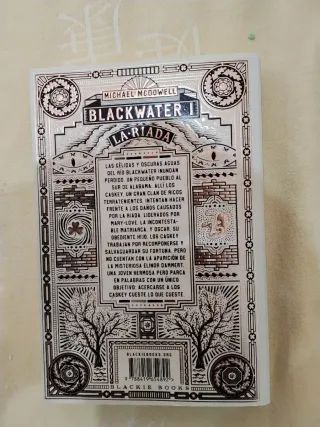 MICHAEL MCDOWELL
BLACKWATER I
LA RIADA
LAS GÉLIDAS Y OSCURAS AGUAS
DEL RÍO BLACKWATER INUNDAN
PERDIDO, UN PEQUEÑO PUEBLO AL
SUR DE ALABAMA. ALLÍ LOS
CASKEY, UN GRAN CLAN DE RICOS
TERRATENIENTES, INTENTAN HACER
FRENTE A LOS DAÑOS CAUSADOS
POR LA RIADA, LIDERADOS POR
MARY-LOVE, LA INCONTESTA-
BLE MATRIARCA, Y OSCAR, SU
OBEDIENTE HIJO, LOS CASKEY
TRABAJAN POR RECOMPONERSE Y
SALVAGUARDAR SU FORTUNA. PERO
NO CUENTAN CON LA APARICIÓN DE
LA MISTERIOSA ELINOR DAMMERT,
UNA JOVEN HERMOSA PERO PARCA
EN PALABRAS CON UN ÚNICO
OBJETIVO: ACERCARSE A LOS
CASKEY CUESTE LO QUE CUESTE
BLACKIEBOOKS.ORG
9 788419 654892
BLACKIE BOOKS